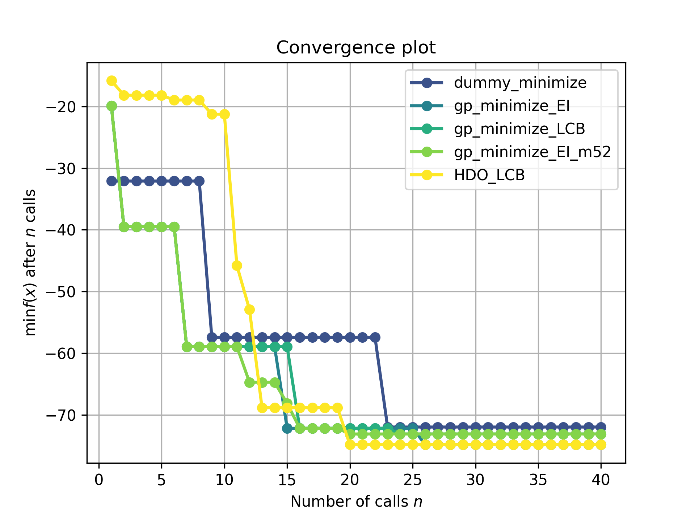 Convergence plot
dummy_minimize
gp_minimize_EI
gp_minimize_LCB
gp_minimize_EI_m52
HDO_LCB
min f(x) after n calls
−20
−30
−40
−50
−60
−70
0 5 10 15 20 25 30 35 40
Number of calls n